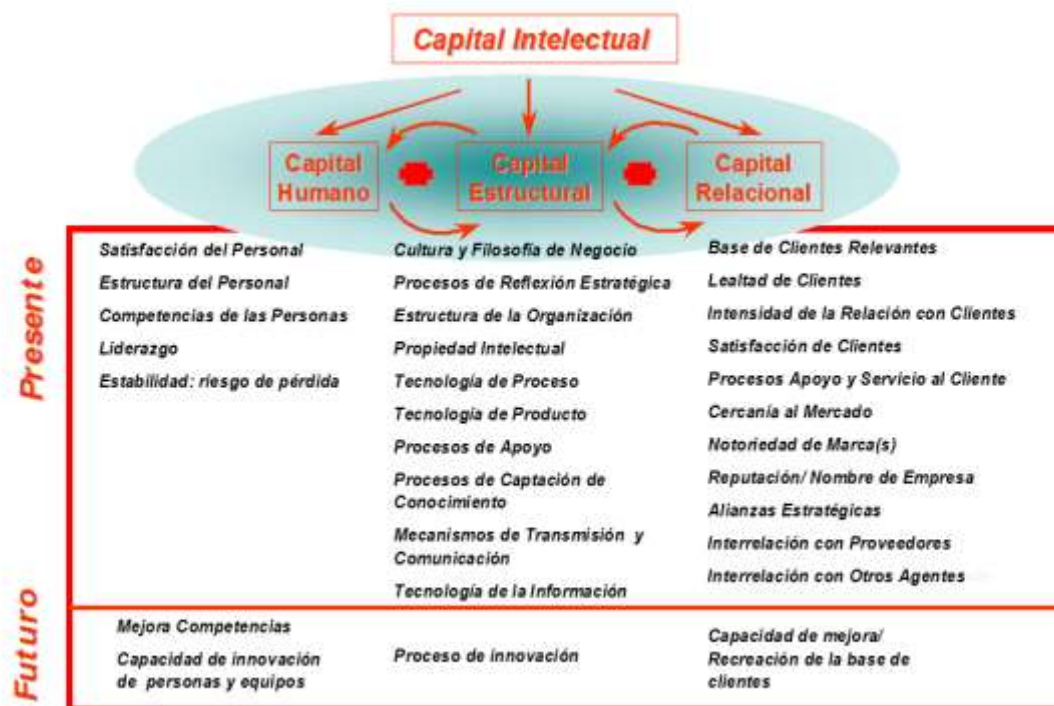 Capital Intelectual
Capital
Humano
Capital
Estructural
Capital
Relacional
Presente
Satisfacción del Personal
Estructura del Personal
Competencias de las Personas
Liderazgo
Estabilidad: riesgo de pérdida
Cultura y Filosofía de Negocio
Procesos de Reflexión Estratégica
Estructura de la Organización
Propiedad Intelectual
Tecnología de Proceso
Tecnología de Producto
Procesos de Apoyo
Procesos de Captación de
Conocimiento
Mecanismos de Transmisión y
Comunicación
Tecnología de la Información
Base de Clientes Relevantes
Lealtad de Clientes
Intensidad de la Relación con Clientes
Satisfacción de Clientes
Procesos Apoyo y Servicio al Cliente
Cercanía al Mercado
Notoriedad de Marca(s)
Reputación/ Nombre de Empresa
Alianzas Estratégicas
Interrelación con Proveedores
Interrelación con Otros Agentes
Futuro
Mejora Competencias
Capacidad de innovación
de personas y equipos
Proceso de innovación
Capacidad de mejora/
Recreación de la base de
clientes